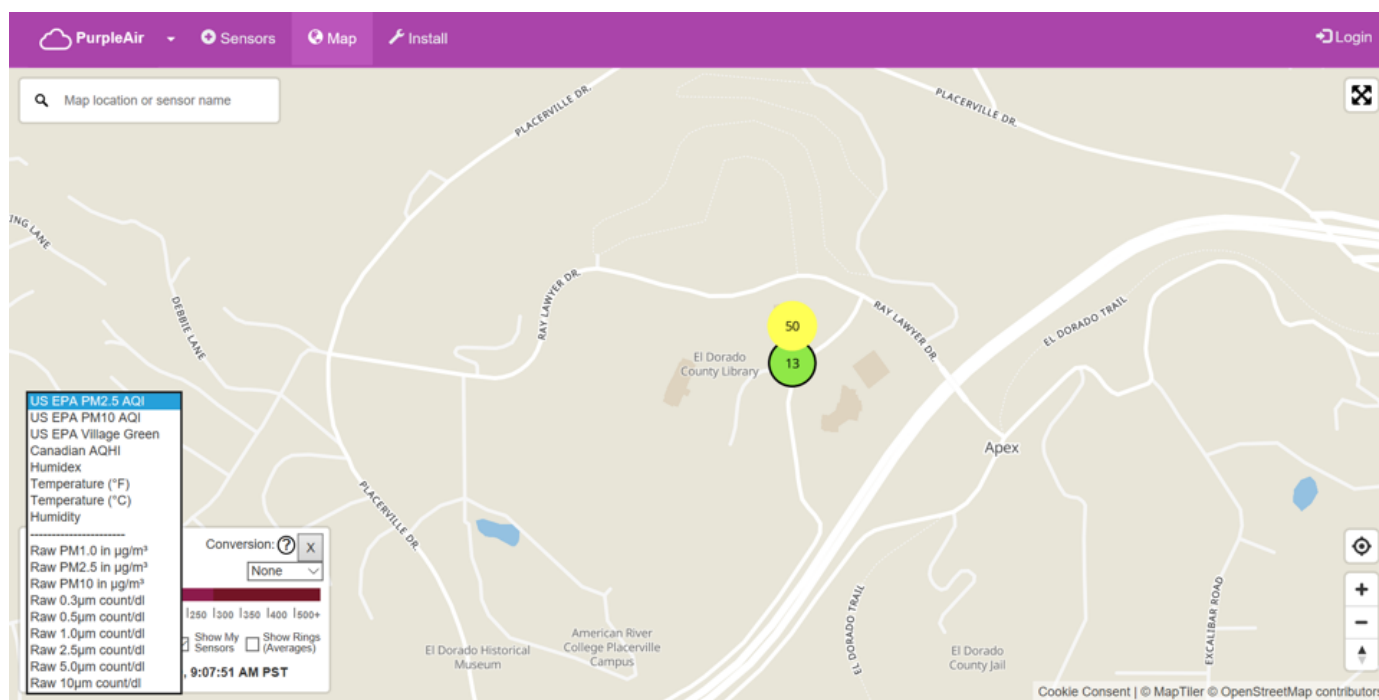 PurpleAir
Sensors
Map
Install
Login
Map location or sensor name
PLACERVILLE DR.
PLACERVILLE DR.
ING LANE
DEBBIE LANE
RAY LAWYER DR.
RAY LAWYER DR.
EL DORADO TRAIL
50
13
El Dorado
County Library
Apex
PLACERVILLE DR.
US EPA PM2.5 AQI
US EPA PM10 AQI
US EPA Village Green
Canadian AQHI
Humidex
Temperature (°F)
Temperature (°C)
Humidity
-----------------------
Raw PM1.0 in µg/m³
Raw PM2.5 in µg/m³
Raw PM10 in µg/m³
Raw 0.3µm count/dl
Raw 0.5µm count/dl
Raw 1.0µm count/dl
Raw 2.5µm count/dl
Raw 5.0µm count/dl
Raw 10µm count/dl
Conversion: ? X
None
250 300 350 400 500+
Show My
Sensors
Show Rings
(Averages)
, 9:07:51 AM PST
El Dorado Historical
Museum
American River
College Placerville
Campus
EL DORADO TRAIL
El Dorado
County Jail
EXCALIBAR ROAD
Cookie Consent | © MapTiler © OpenStreetMap contributors